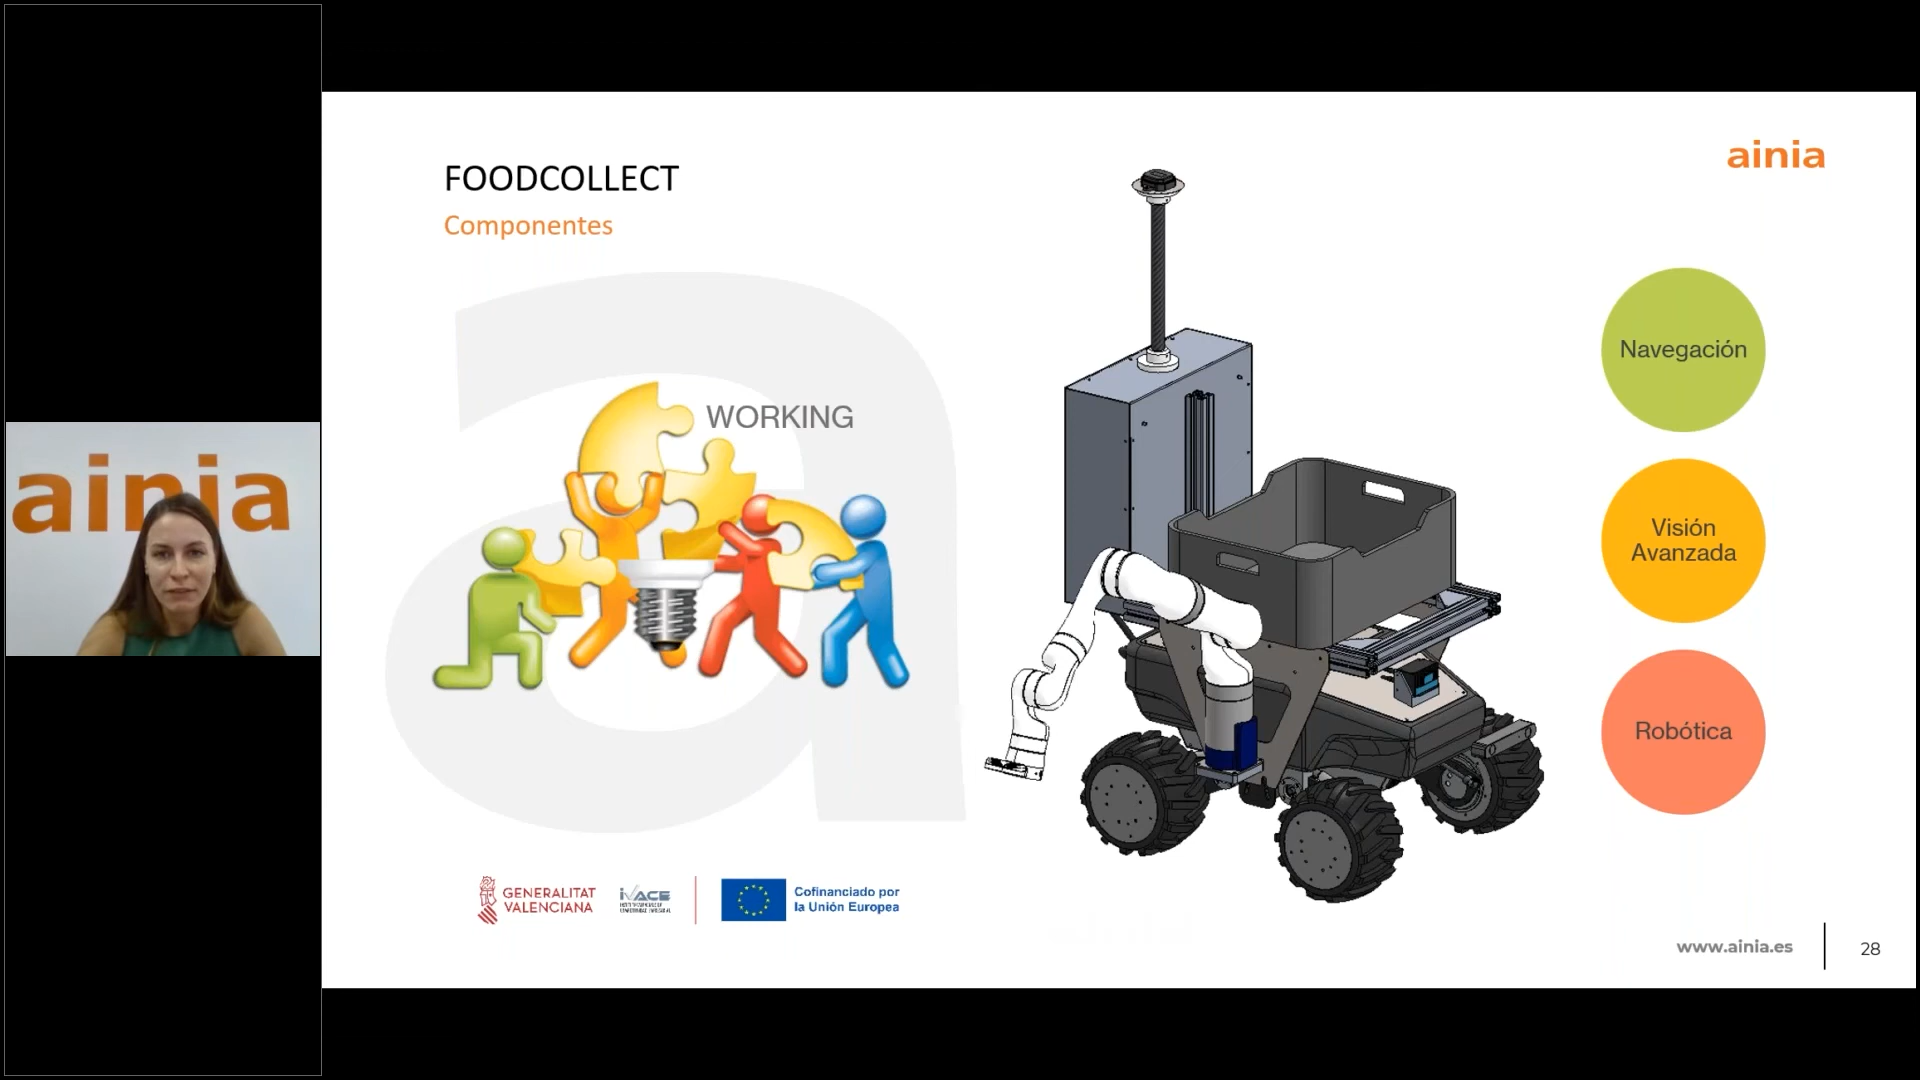 ainia
FOODCOLLECT
Componentes
ainia
WORKING
Navegación
Visión
Avanzada
Robótica
GENERALITAT
VALENCIANA
iVACE
Cofinanciado por
la Unión Europea
www.ainia.es
28